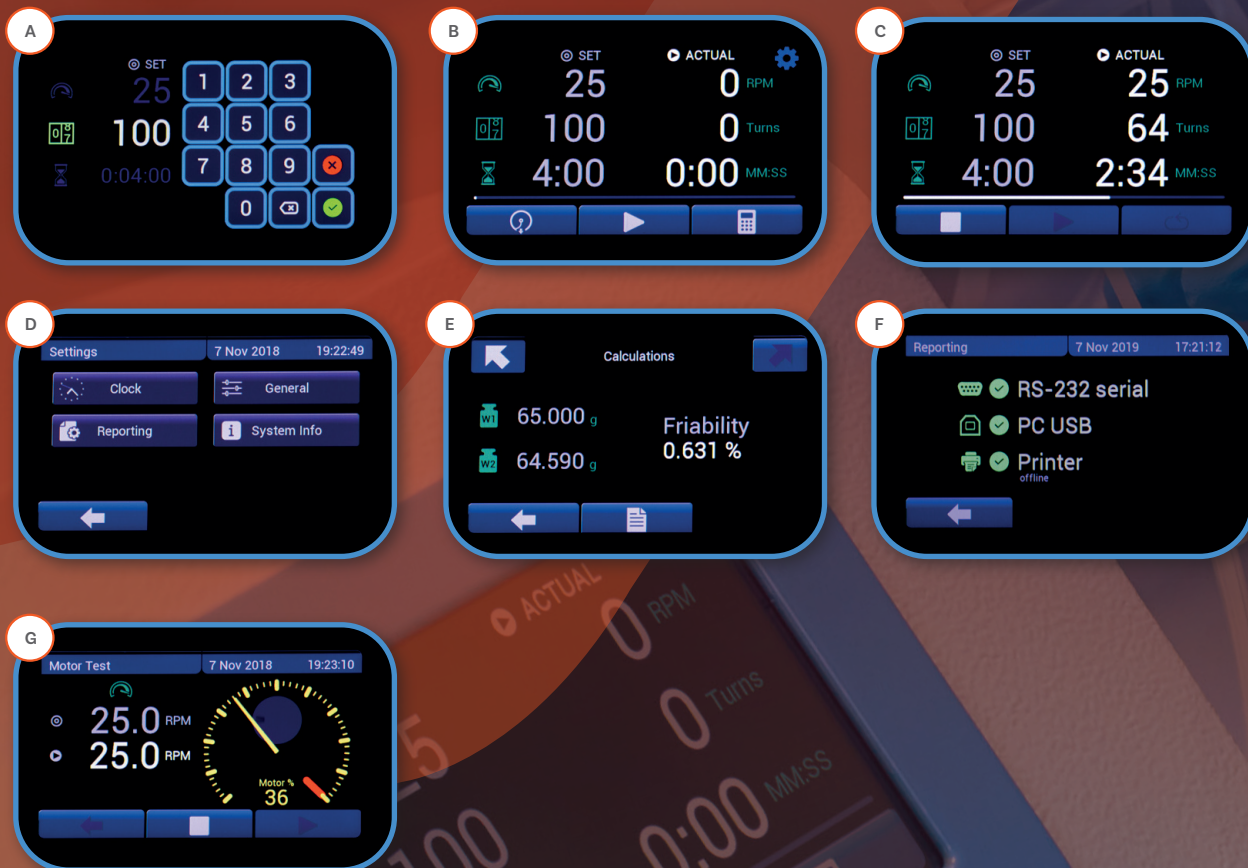 A
SET
25
100
0:04:00
1 2 3
4 5 6
7 8 9
0
B
SET ACTUAL
25 0 RPM
100 0 Turns
4:00 0:00 MM:SS
C
SET ACTUAL
25 25 RPM
100 64 Turns
4:00 2:34 MM:SS
D
Settings 7 Nov 2018 19:22:49
Clock General
Reporting System Info
E
Calculations
W1 65.000 g
W2 64.590 g
Friability
0.631 %
F
Reporting 7 Nov 2019 17:21:12
RS-232 serial
PC USB
Printer
offline
G
Motor Test 7 Nov 2018 19:23:10
25.0 RPM
25.0 RPM
Motor %
36
ACTUAL
0 RPM
25
0 Turns
100
0:00 MM:SS